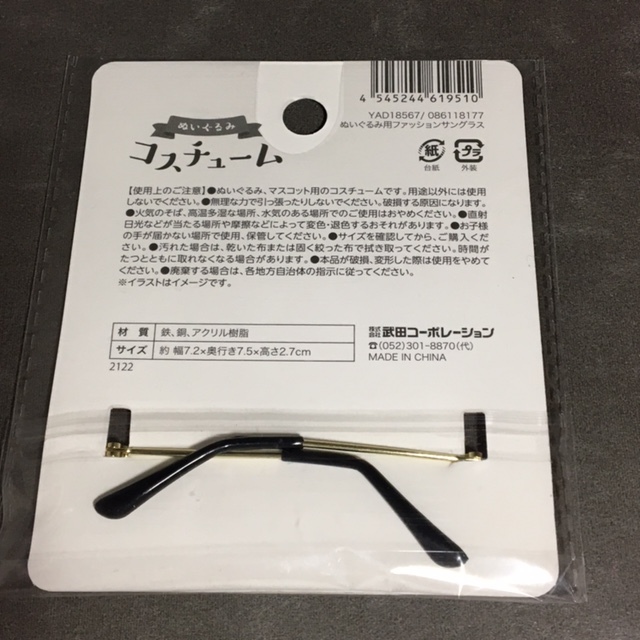 4 545244 619510
YAD18567/ 086118177
ぬいぐるみ用ファッションサングラス
ぬいぐるみ
コスチューム
紙
台紙
プラ
外装
【使用上のご注意】●ぬいぐるみ、マスコット用のコスチュームです。用途以外には使用
しないでください。●無理な力で引っ張ったりしないでください。破損する原因になります。
●火気のそば、高温多湿な場所、水気のある場所でのご使用はおやめください。●直射
日光などが当たる場所や摩擦などによって変色・退色するおそれがあります。●お子様
の手が届かない場所で使用、保管してください。●サイズを確認してから、ご購入くだ
さい。●汚れた場合は、乾いた布または固く絞った布で拭き取ってください。時間が
たつとともに取れなくなる場合があります。●本品が破損、変形した際は使用をやめて
ください。●廃棄する場合は、各地方自治体の指示に従ってください。
※イラストはイメージです。
材 質 鉄、銅、アクリル樹脂
サイズ 約 幅7.2×奥行き7.5×高さ2.7cm
2122
株式会社 武田コーポレーション
☎(052)301-8870(代)
MADE IN CHINA